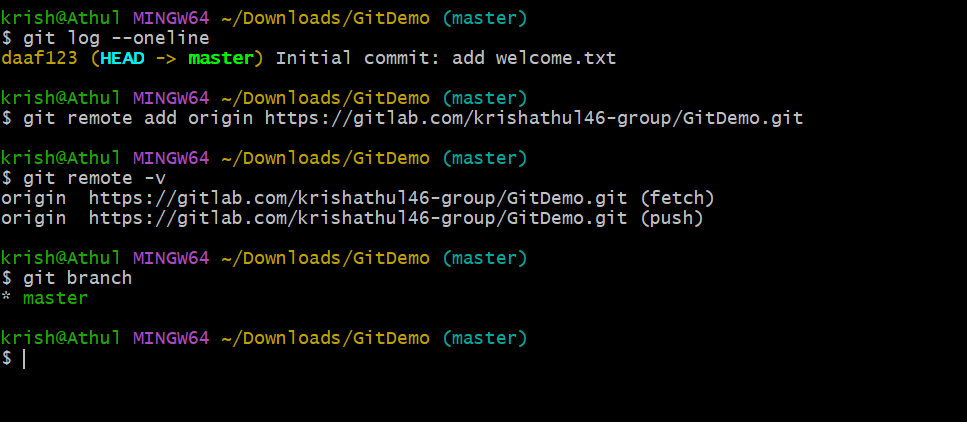 krish@Athul MINGW64 ~/Downloads/GitDemo (master)
$ git log --oneline
daaf123 (HEAD -> master) Initial commit: add welcome.txt
krish@Athul MINGW64 ~/Downloads/GitDemo (master)
$ git remote add origin https://gitlab.com/krishathul46-group/GitDemo.git
krish@Athul MINGW64 ~/Downloads/GitDemo (master)
$ git remote -v
origin  https://gitlab.com/krishathul46-group/GitDemo.git (fetch)
origin  https://gitlab.com/krishathul46-group/GitDemo.git (push)
krish@Athul MINGW64 ~/Downloads/GitDemo (master)
$ git branch
* master
krish@Athul MINGW64 ~/Downloads/GitDemo (master)
$